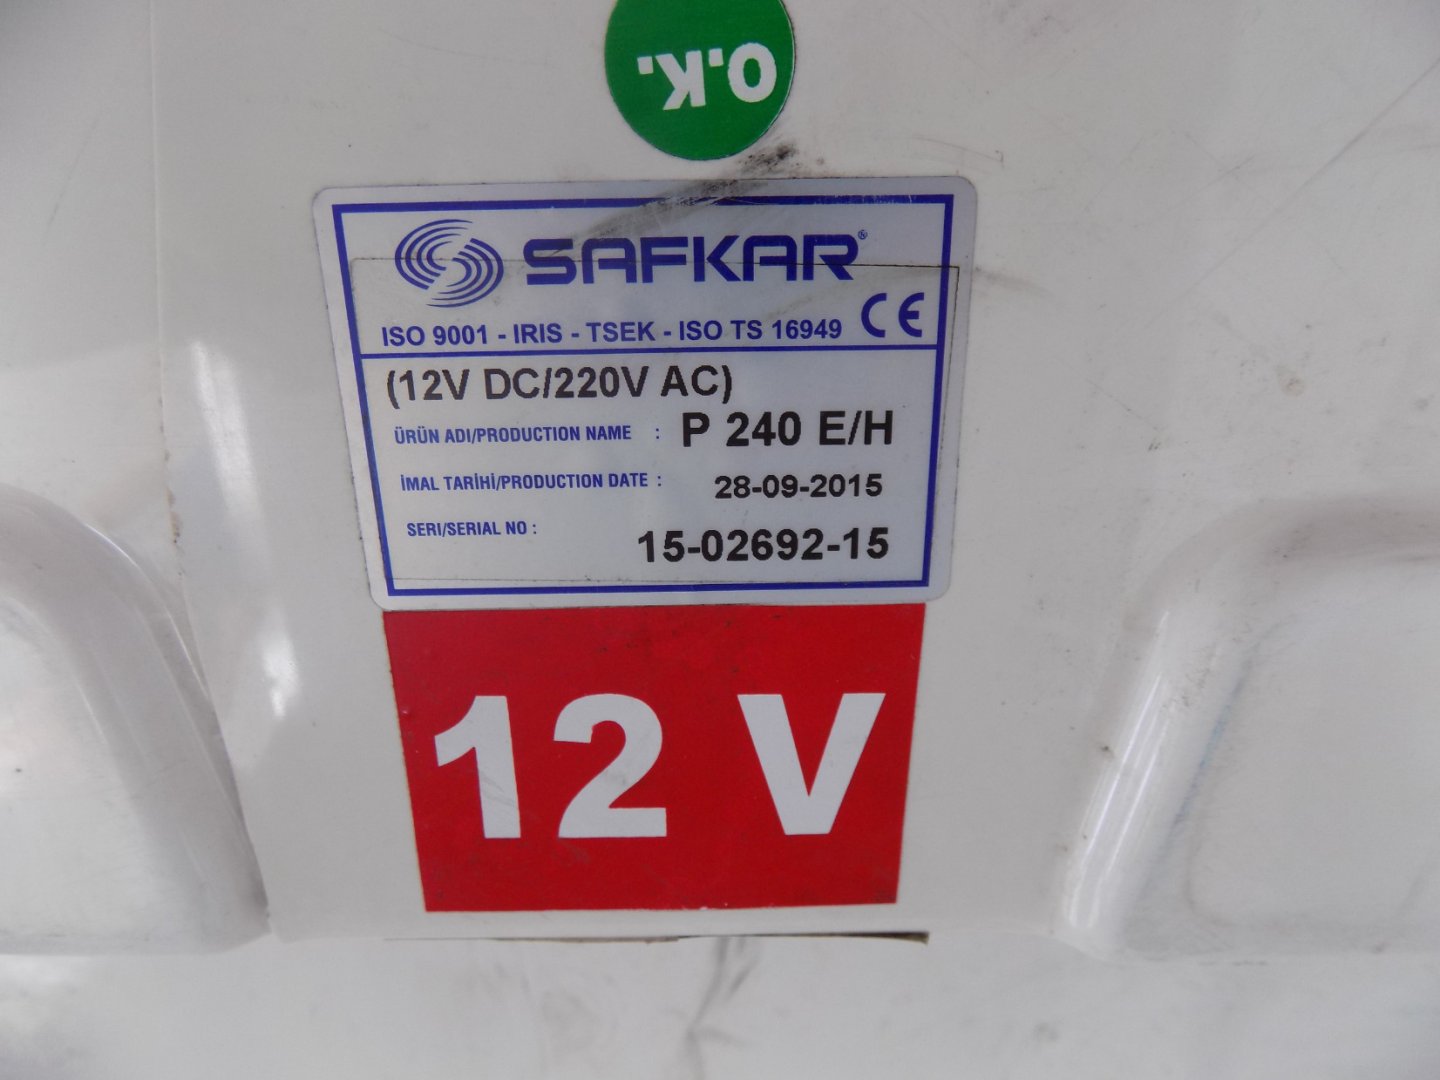 O.K.
SAFKAR®
ISO 9001 - IRIS - TSEK - ISO TS 16949 CE
(12V DC/220V AC)
ÜRÜN ADI/PRODUCTION NAME : P 240 E/H
İMAL TARİHİ/PRODUCTION DATE : 28-09-2015
SERI/SERIAL NO : 15-02692-15
12 V